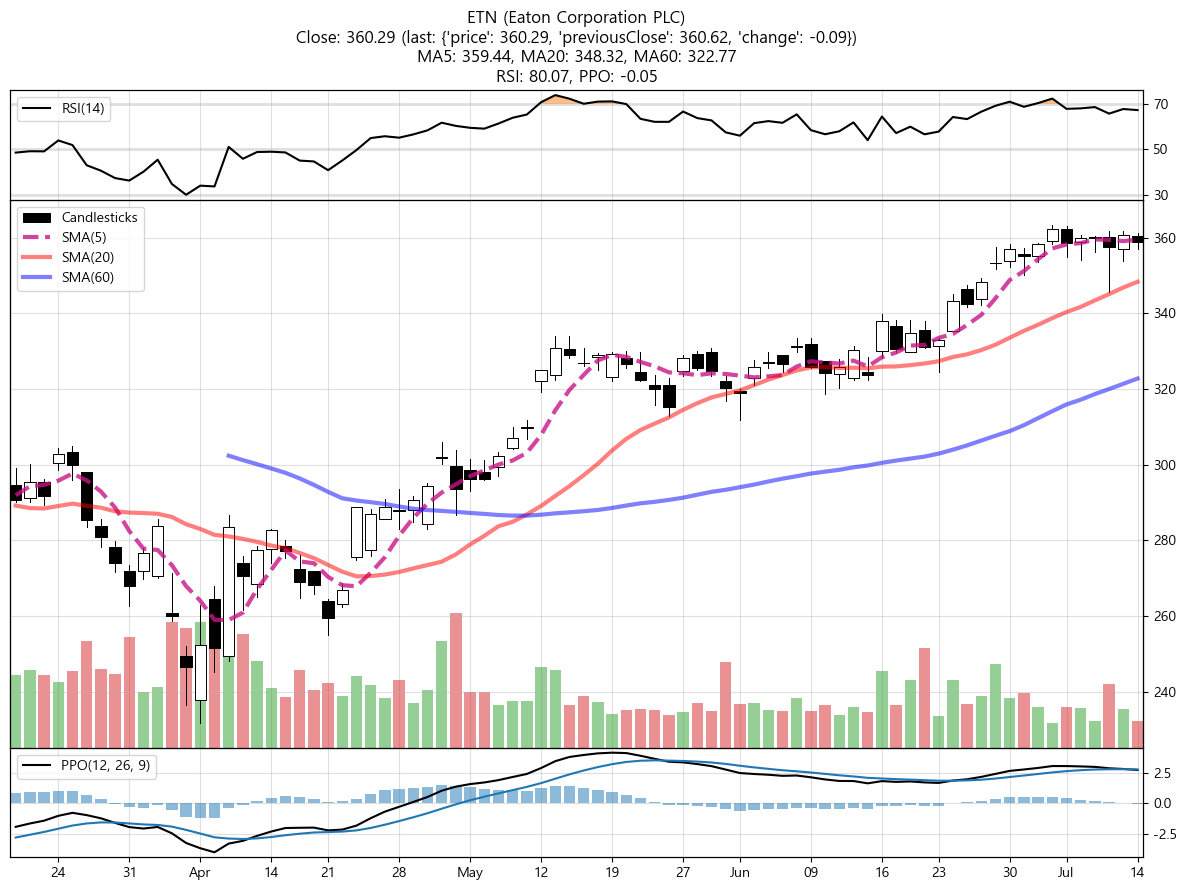 ETN (Eaton Corporation PLC)
Close: 360.29 (last: {'price': 360.29, 'previousClose': 360.62, 'change': -0.09})
MA5: 359.44, MA20: 348.32, MA60: 322.77
RSI: 80.07, PPO: -0.05
RSI(14)
70
50
30
Candlesticks
SMA(5)
SMA(20)
SMA(60)
360
340
320
300
280
260
240
PPO(12, 26, 9)
2.5
0.0
-2.5
24 31 Apr 14 21 28 May 12 19 27 Jun 09 16 23 30 Jul 14